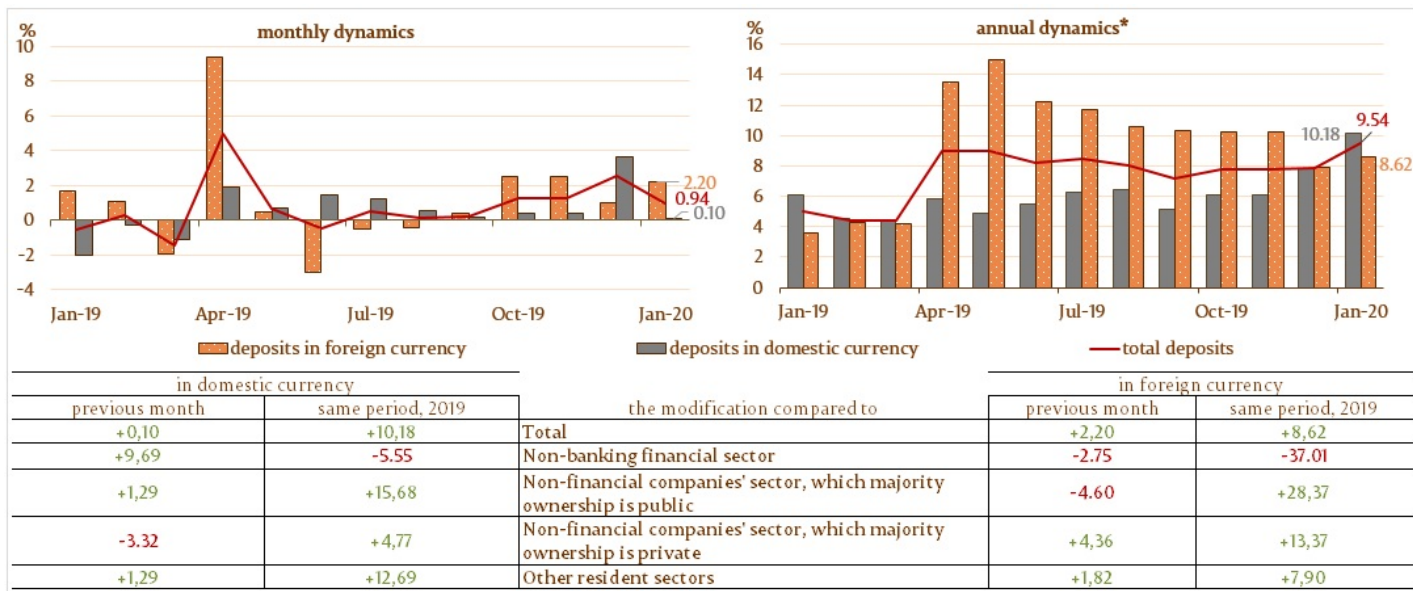 monthly dynamics
%
10
8
6
4
2
0
-2
-4
2.20
0.94
0.10
Jan-19 Apr-19 Jul-19 Oct-19 Jan-20
annual dynamics*
%
16
14
12
10
8
6
4
2
0
10.18
9.54
8.62
Jan-19 Apr-19 Jul-19 Oct-19 Jan-20
deposits in foreign currency deposits in domestic currency total deposits
in domestic currency in foreign currency
previous month same period, 2019 the modification compared to previous month same period, 2019
+0,10 +10,18 Total +2,20 +8,62
+9,69 -5.55 Non-banking financial sector -2.75 -37.01
+1,29 +15,68 Non-financial companies' sector, which majority
ownership is public -4.60 +28,37
-3.32 +4,77 Non-financial companies' sector, which majority
ownership is private +4,36 +13,37
+1,29 +12,69 Other resident sectors +1,82 +7,90